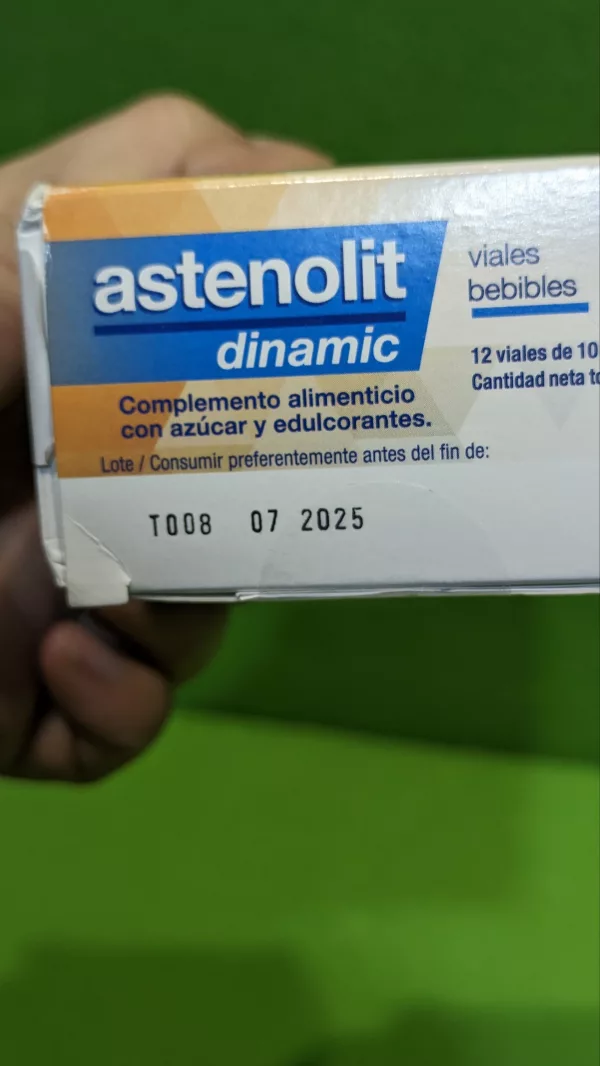 astenolit
dinamic
Complemento alimenticio
con azúcar y edulcorantes.
Lote / Consumir preferentemente antes del fin de:
T008 07 2025
viales
bebibles
12 viales de 10
Cantidad neta